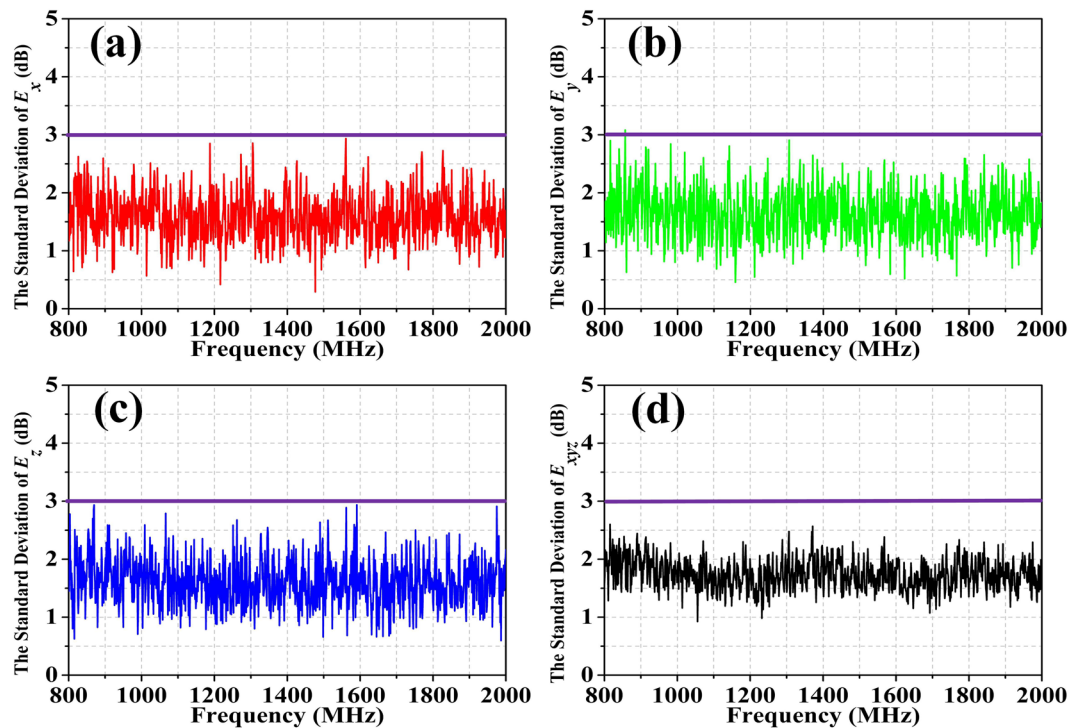 (a)
The Standard Deviation of Ex (dB)
5
4
3
2
1
0
800 1000 1200 1400 1600 1800 2000
Frequency (MHz)
(b)
The Standard Deviation of Ey (dB)
5
4
3
2
1
0
800 1000 1200 1400 1600 1800 2000
Frequency (MHz)
(c)
The Standard Deviation of Ez (dB)
5
4
3
2
1
0
800 1000 1200 1400 1600 1800 2000
Frequency (MHz)
(d)
The Standard Deviation of Exyz (dB)
5
4
3
2
1
0
800 1000 1200 1400 1600 1800 2000
Frequency (MHz)